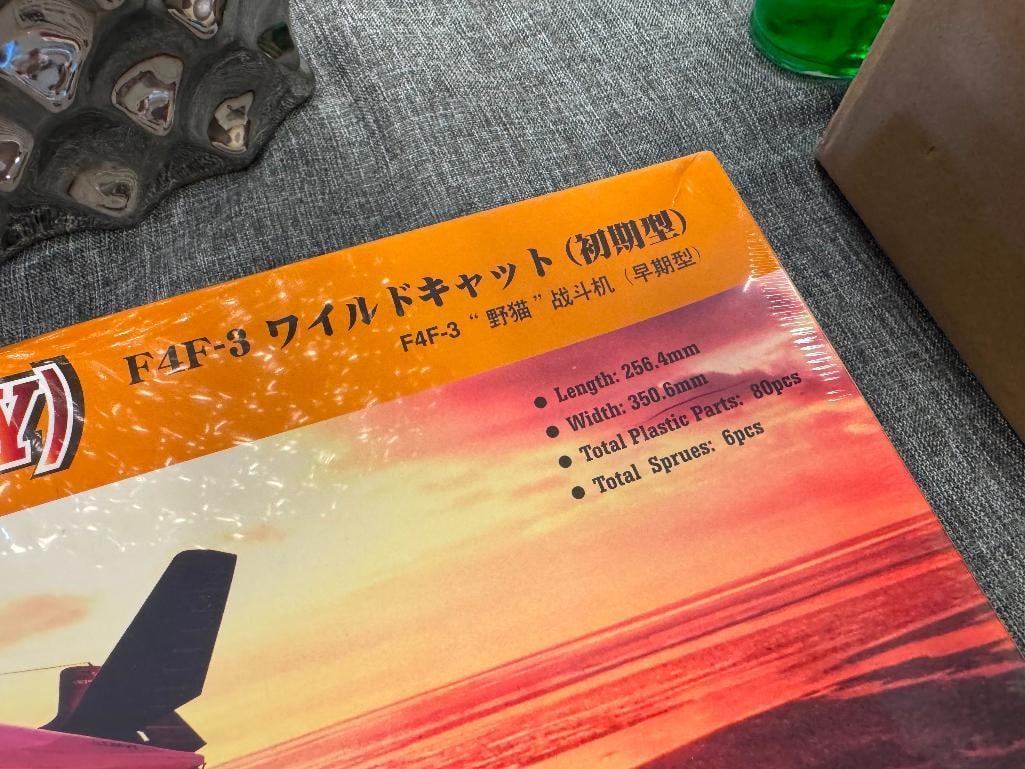 F4F-3 ワイルドキャット(初期型)
F4F-3 “野猫”战斗机（早期型）
Y)
● Length: 256.4mm
● Width: 350.6mm
● Total Plastic Parts: 80pcs
● Total Sprues: 6pcs